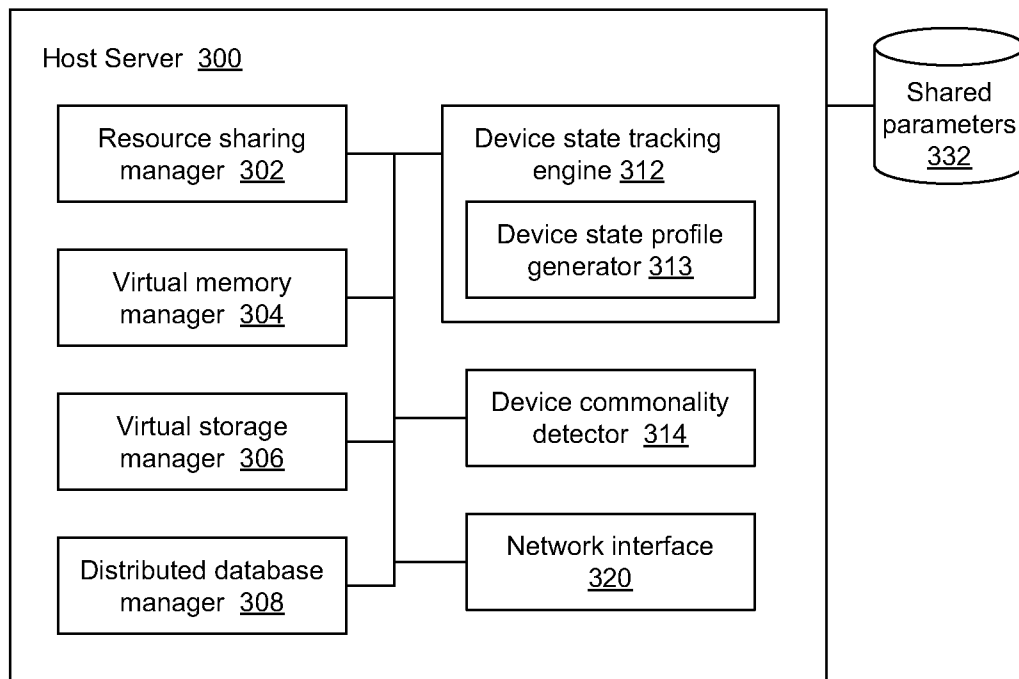 Host Server 300
Resource sharing
manager 302
Virtual memory
manager 304
Virtual storage
manager 306
Distributed database
manager 308
Device state tracking
engine 312
Device state profile
generator 313
Device commonality
detector 314
Network interface
320
Shared
parameters
332